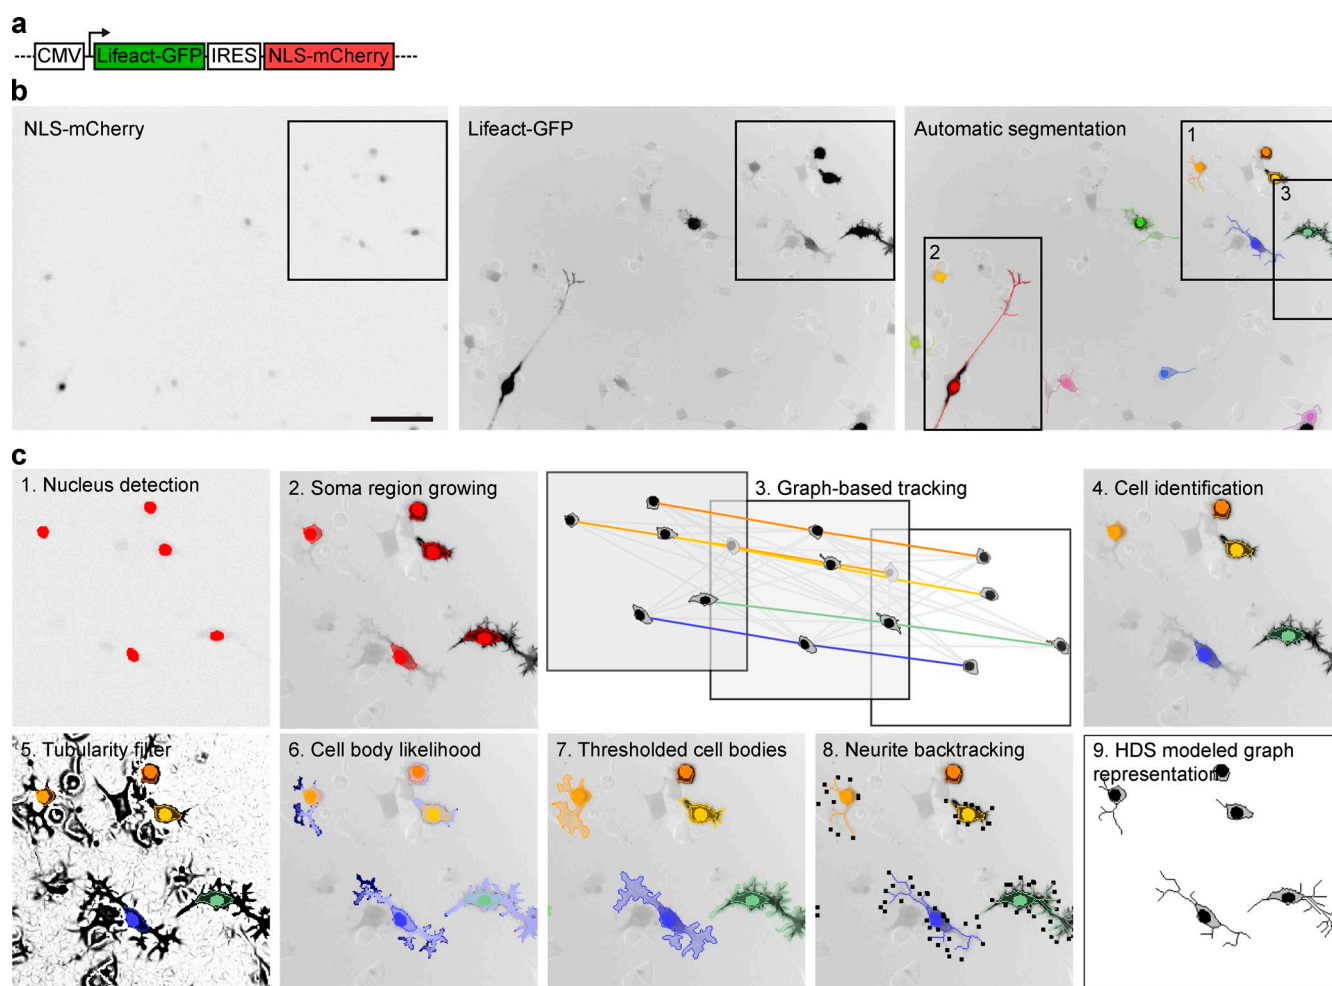 a
CMV Lifeact-GFP IRES NLS-mCherry
b
NLS-mCherry
Lifeact-GFP
Automatic segmentation
1
2
3
c
1. Nucleus detection
2. Soma region growing
3. Graph-based tracking
4. Cell identification
5. Tubularity filter
6. Cell body likelihood
7. Thresholded cell bodies
8. Neurite backtracking
9. HDS modeled graph
representation